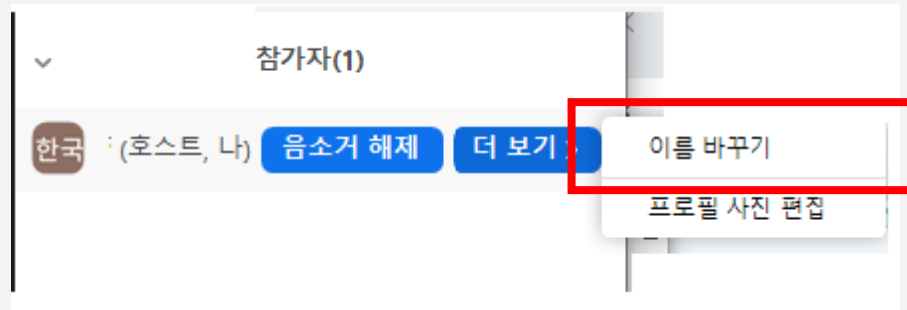 참가자(1)
한국 (호스트, 나) 음소거 해제 더 보기 >
이름 바꾸기
프로필 사진 편집